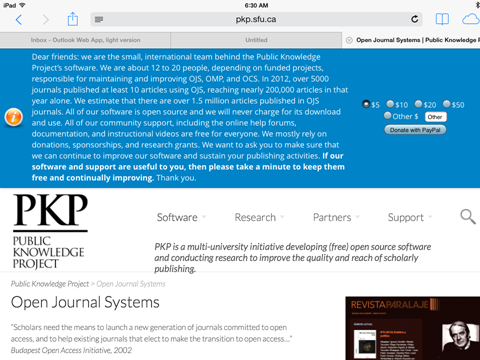 iPad
6:30 AM
pkp.sfu.ca
Inbox – Outlook Web App, light version
Untitled
Open Journal Systems | Public Knowledge P
Dear friends: we are the small, international team behind the Public Knowledge
Project's software. We are about 12 to 20 people, depending on funded projects,
responsible for maintaining and improving OJS, OMP, and OCS. In 2012, over 5000
journals published at least 10 articles using OJS, reaching nearly 200,000 articles in that
year alone. We estimate that there are over 1.5 million articles published in OJS
journals. All of our software is open source and we will never charge for its download
and use. All of our community support, including the online help forums,
documentation, and instructional videos are free for everyone. We mostly rely on
donations, sponsorships, and research grants. We want to ask you to make sure that
we can continue to improve our software and sustain your publishing activities. If our
software and support are useful to you, then please take a minute to keep them
free and continually improving. Thank you.
$5 $10 $20 $50
Other $ Other
Donate with PayPal
PKP
PUBLIC
KNOWLEDGE
PROJECT
Software Research Partners Support
PKP is a multi-university initiative developing (free) open source software
and conducting research to improve the quality and reach of scholarly
publishing.
Public Knowledge Project > Open Journal Systems
Open Journal Systems
"Scholars need the means to launch a new generation of journals committed to open
access, and to help existing journals that elect to make the transition to open access..."
Budapest Open Access Initiative, 2002
REVISTAPARALAJE